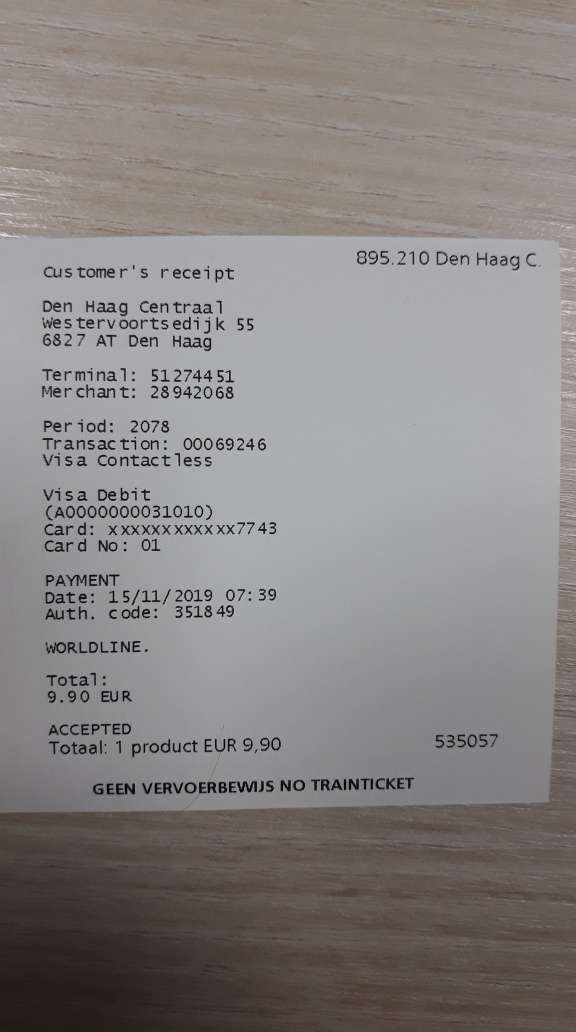 895.210 Den Haag C.
Customer's receipt
Den Haag Centraal
Westervoortsedijk 55
6827 AT Den Haag
Terminal: 51274451
Merchant: 28942068
Period: 2078
Transaction: 00069246
Visa Contactless
Visa Debit
(A0000000031010)
Card: xxxxxxxxxxxx7743
Card No: 01
PAYMENT
Date: 15/11/2019 07:39
Auth. code: 351849
WORLDLINE.
Total:
9.90 EUR
ACCEPTED
Totaal: 1 product EUR 9,90 535057
GEEN VERVOERBEWIJS NO TRAINTICKET